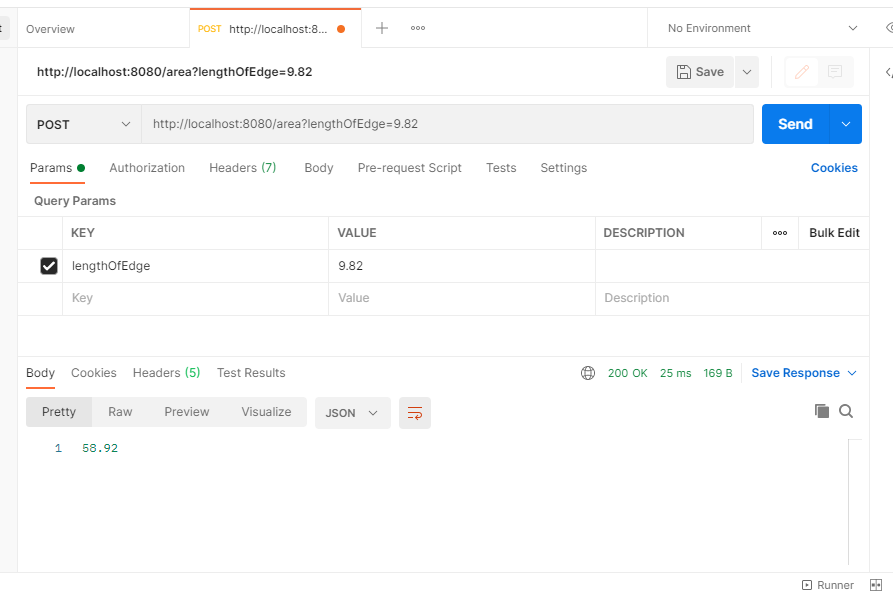 Overview
POST http://localhost:8...
No Environment
http://localhost:8080/area?lengthOfEdge=9.82
Save
POST
http://localhost:8080/area?lengthOfEdge=9.82
Send
Params
Authorization
Headers (7)
Body
Pre-request Script
Tests
Settings
Cookies
Query Params
KEY
VALUE
DESCRIPTION
Bulk Edit
lengthOfEdge
9.82
Key
Value
Description
Body
Cookies
Headers (5)
Test Results
200 OK
25 ms
169 B
Save Response
Pretty
Raw
Preview
Visualize
JSON
1 58.92
Runner